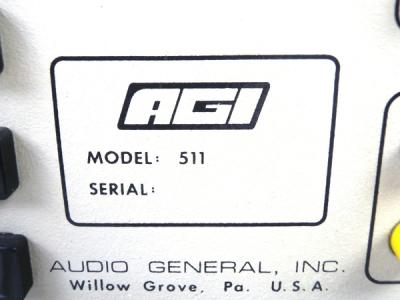 AGI
MODEL: 511
SERIAL:
AUDIO GENERAL, INC.
Willow Grove, Pa. U.S.A.